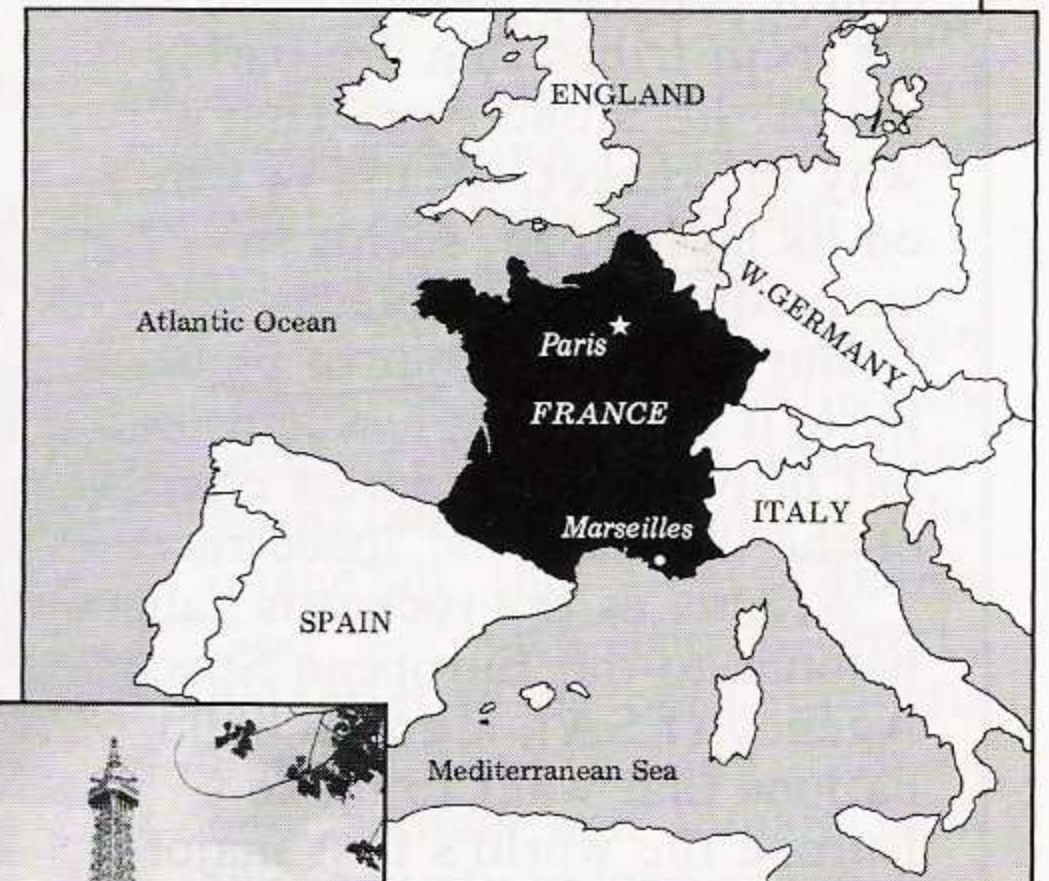 ENGLAND
W. GERMANY
Atlantic Ocean
Paris
FRANCE
Marseilles
ITALY
SPAIN
Mediterranean Sea